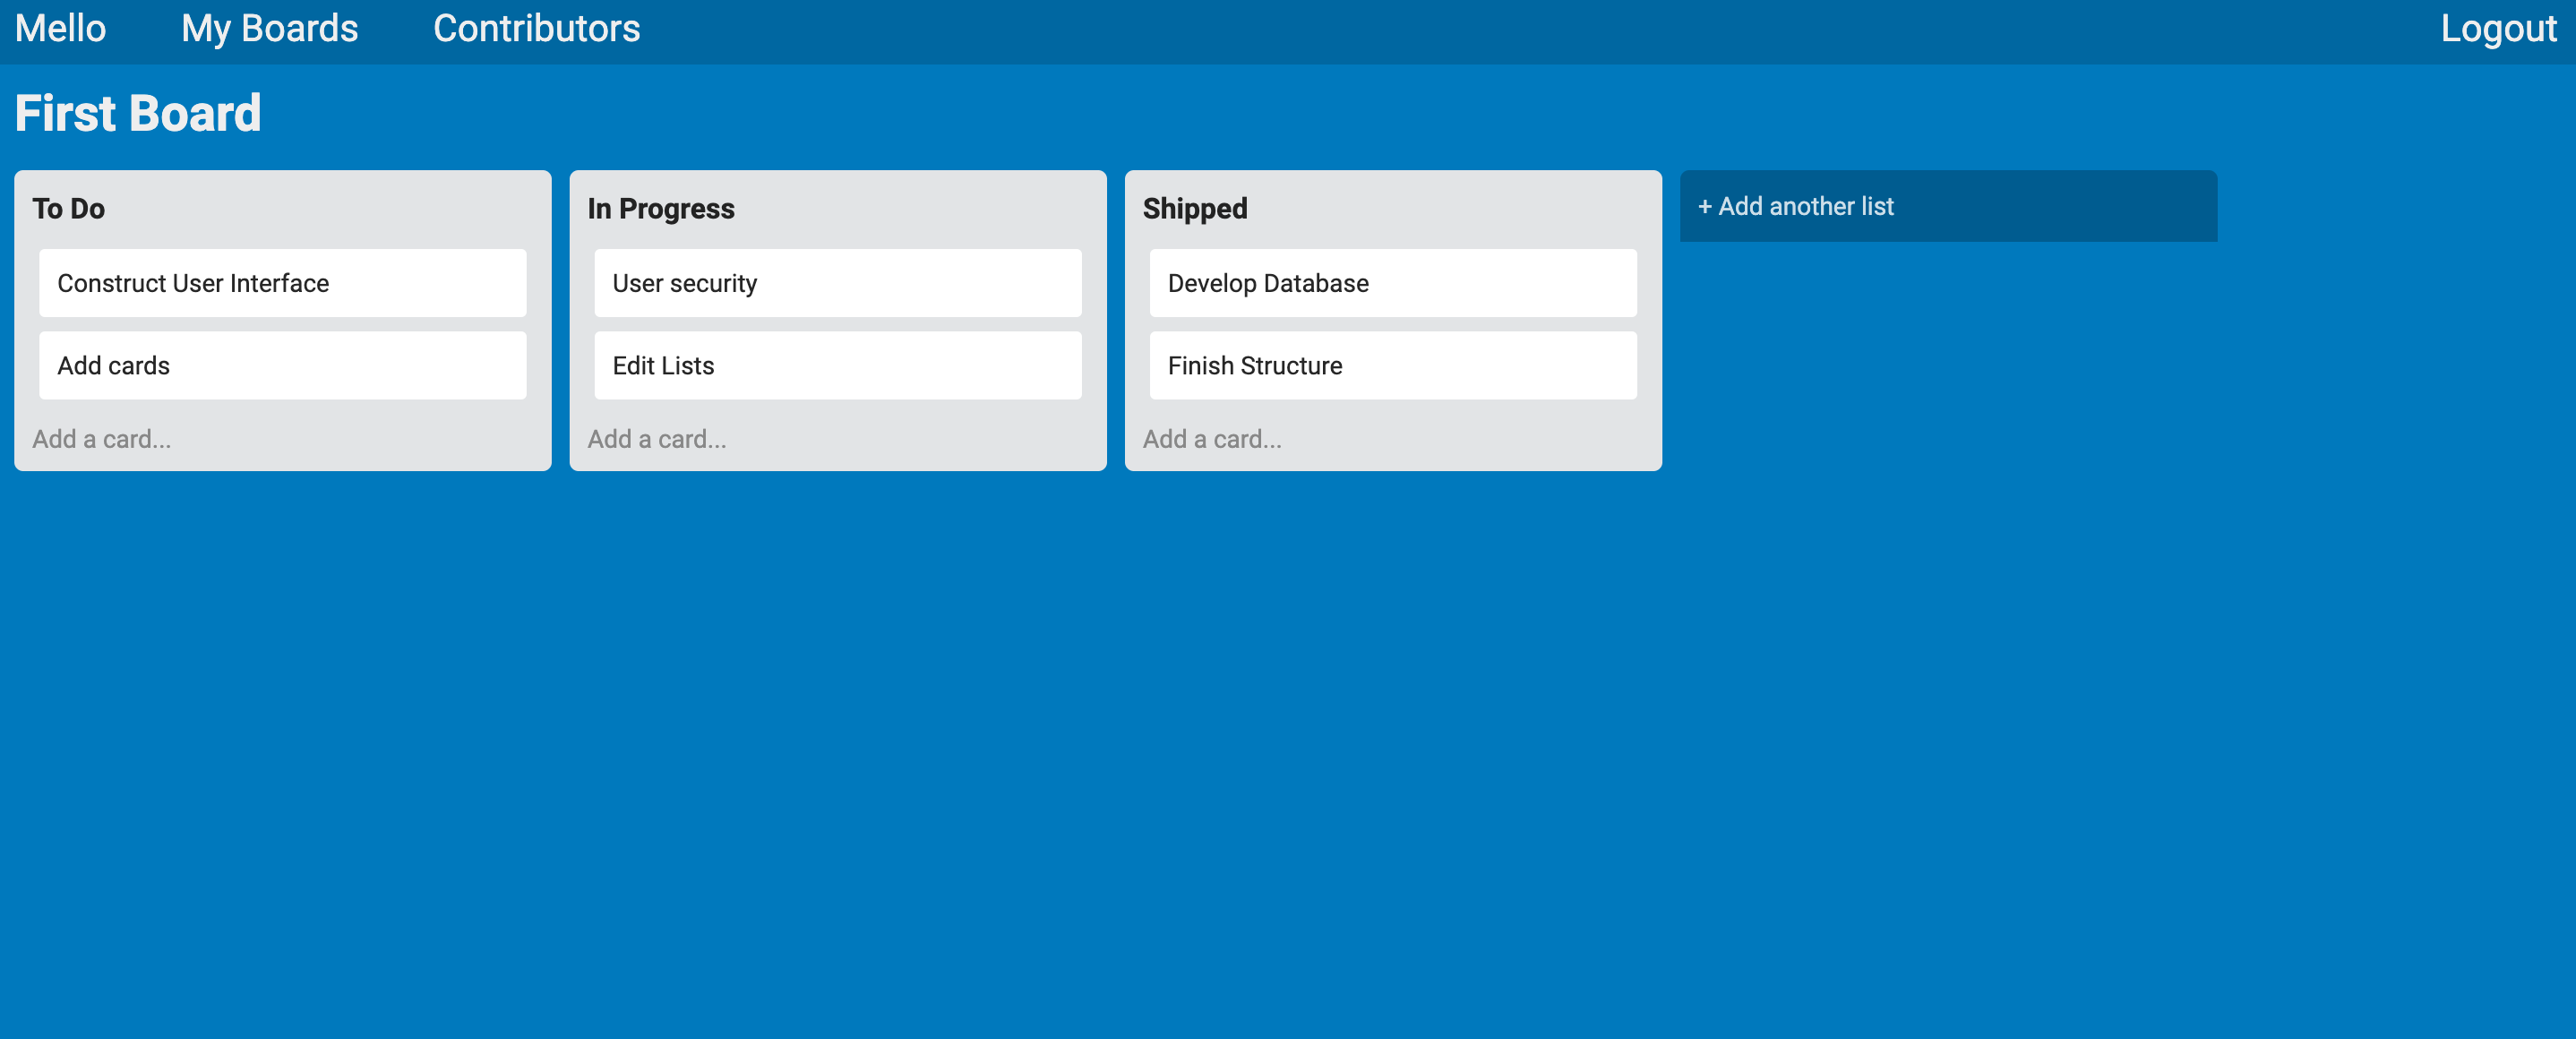 Mello My Boards Contributors Logout
First Board
To Do
Construct User Interface
Add cards
Add a card...
In Progress
User security
Edit Lists
Add a card...
Shipped
Develop Database
Finish Structure
Add a card...
+ Add another list